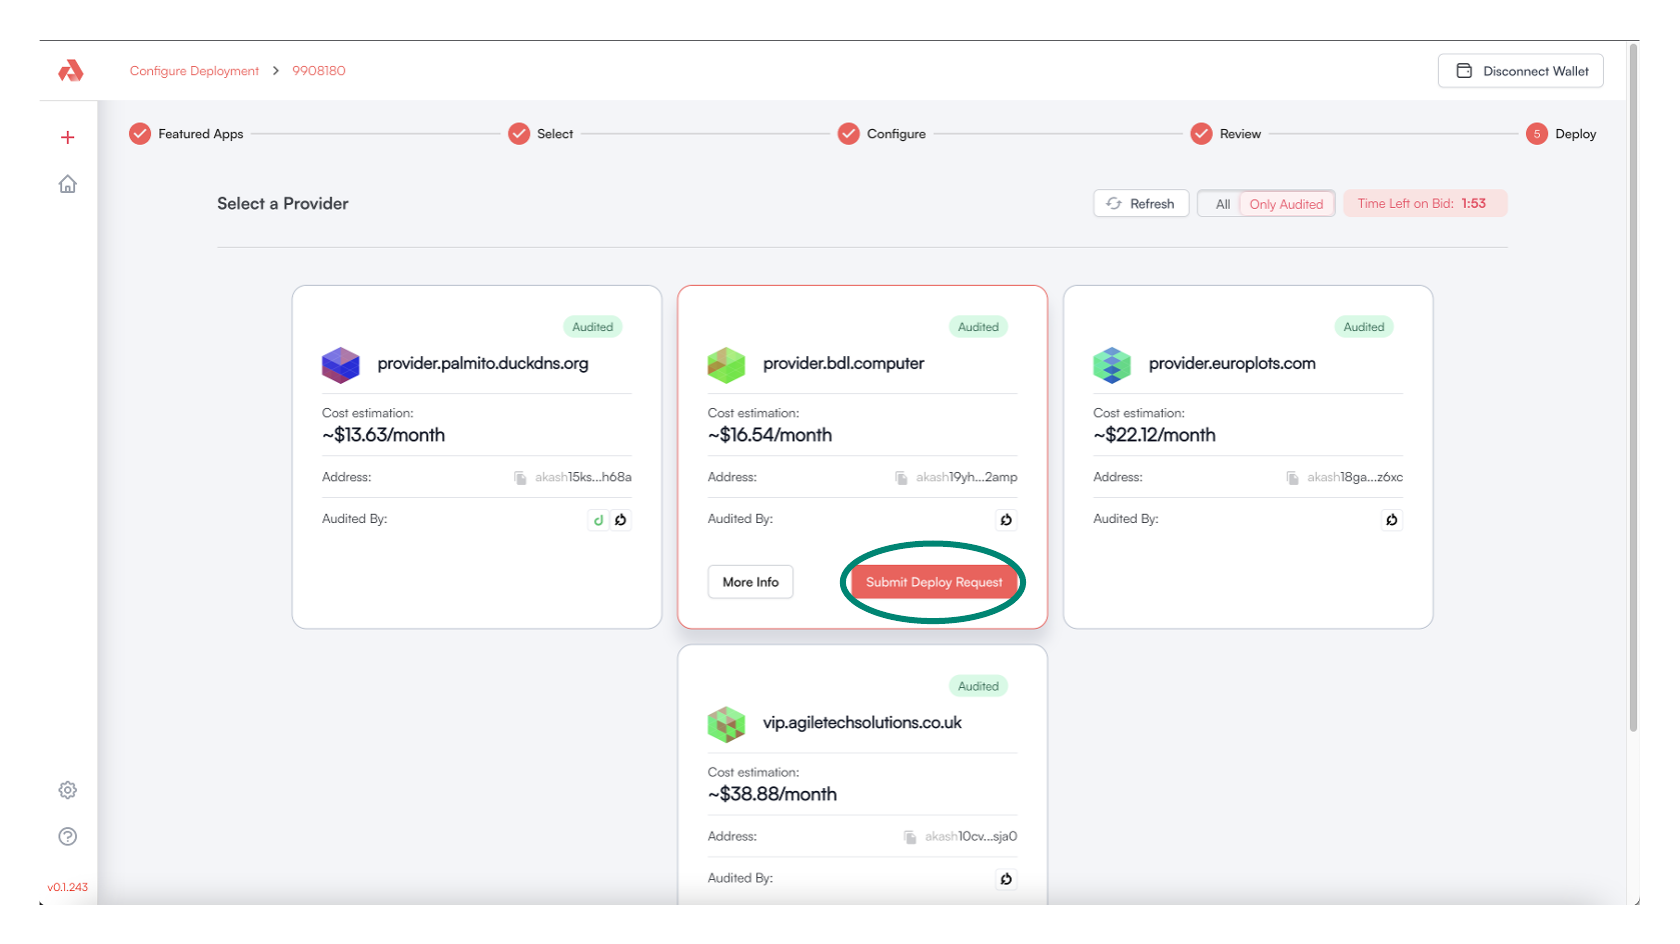 Configure Deployment > 9908180
Disconnect Wallet
Featured Apps
Select
Configure
Review
5 Deploy
Select a Provider
Refresh
All
Only Audited
Time Left on Bid: 1:53
Audited
provider.palmito.duckdns.org
Cost estimation:
~$13.63/month
Address: akash15ks...h68a
Audited By:
Audited
provider.bdl.computer
Cost estimation:
~$16.54/month
Address: akash19yh...2amp
Audited By:
More Info
Submit Deploy Request
Audited
provider.europlots.com
Cost estimation:
~$22.12/month
Address: akash18ga...z6xc
Audited By:
Audited
vip.agiletechsolutions.co.uk
Cost estimation:
~$38.88/month
Address: akash10cv...sja0
Audited By:
v0.1.243